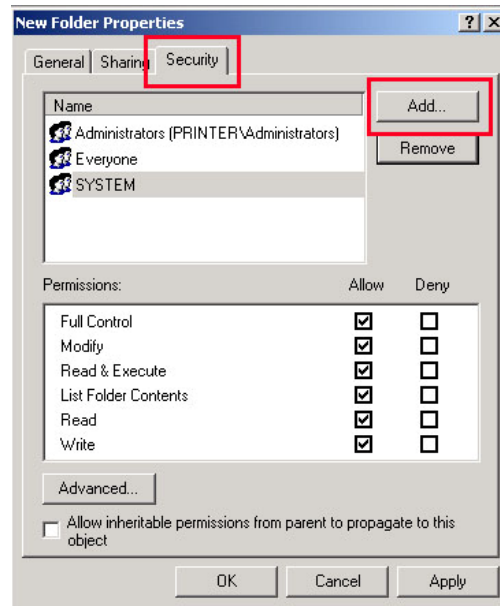 New Folder Properties
General Sharing Security
Name
Administrators (PRINTER\Administrators)
Everyone
SYSTEM
Add...
Remove
Permissions: Allow Deny
Full Control
Modify
Read & Execute
List Folder Contents
Read
Write
Advanced...
Allow inheritable permissions from parent to propagate to this
object
OK Cancel Apply